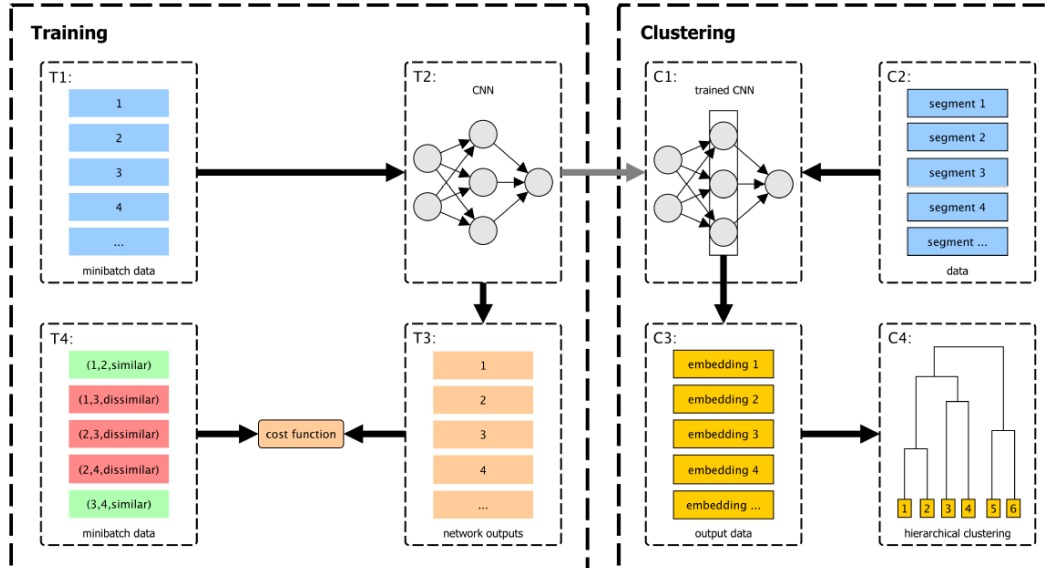 Training
T1:
1
2
3
4
...
minibatch data
T2:
CNN
T4:
(1,2,similar)
(1,3,dissimilar)
(2,3,dissimilar)
(2,4,dissimilar)
(3,4,similar)
minibatch data
cost function
T3:
1
2
3
4
...
network outputs
Clustering
C1:
trained CNN
C2:
segment 1
segment 2
segment 3
segment 4
segment ...
data
C3:
embedding 1
embedding 2
embedding 3
embedding 4
embedding ...
output data
C4:
1 2 3 4 5 6
hierarchical clustering